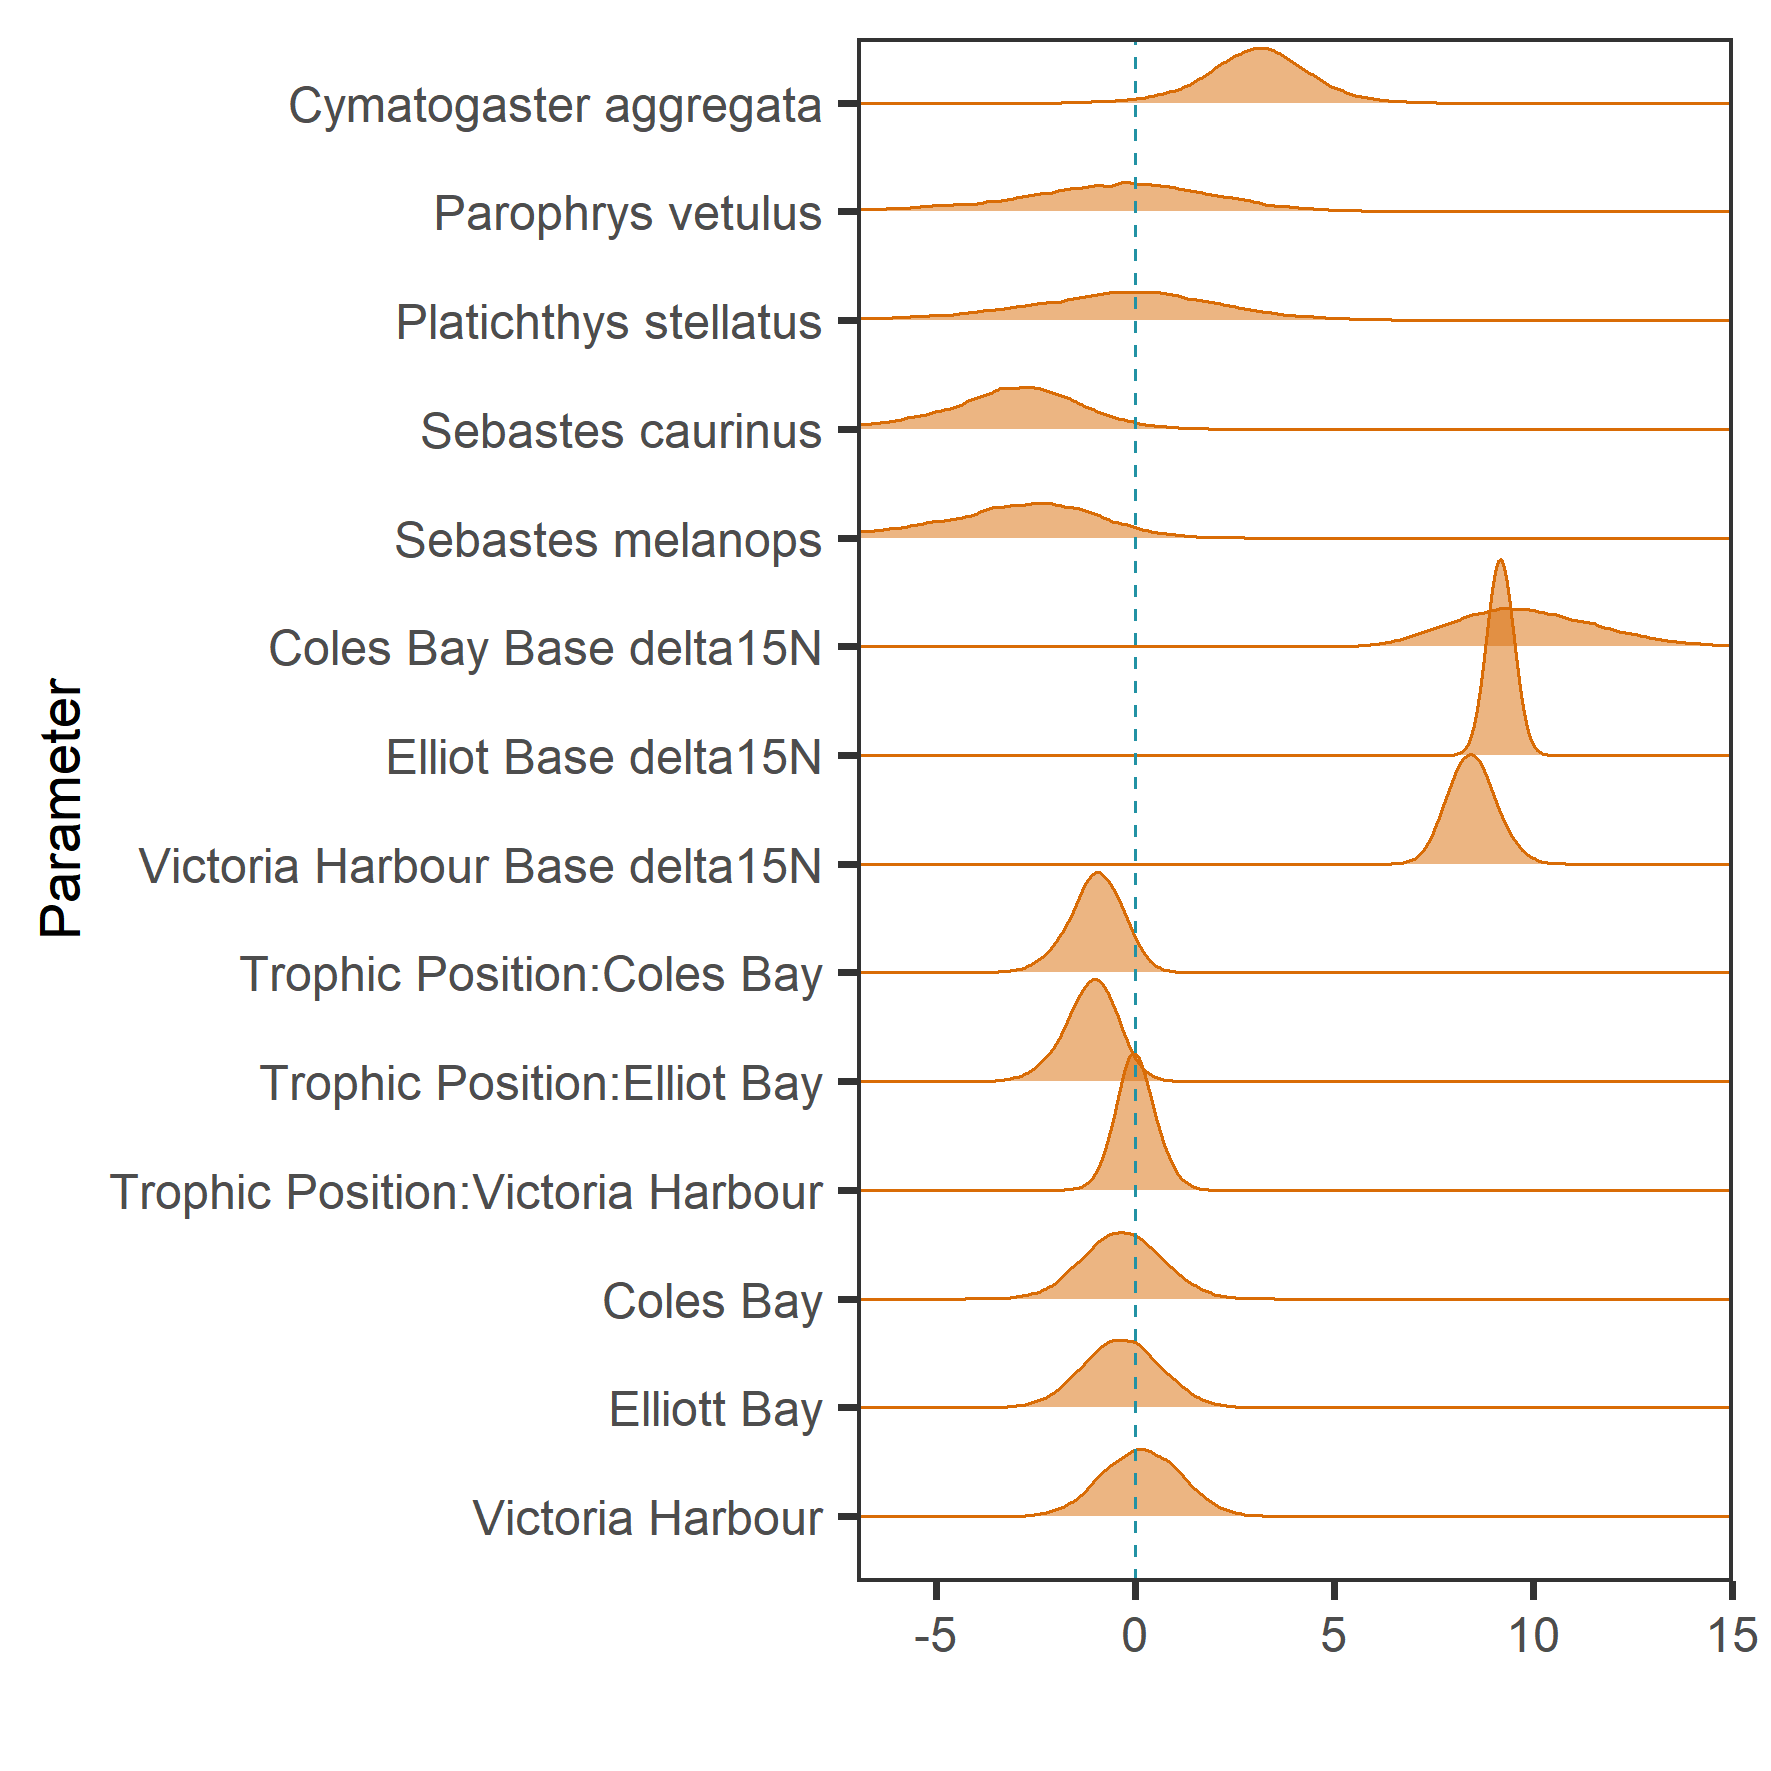 Parameter
Cymatogaster aggregata
Parophrys vetulus
Platichthys stellatus
Sebastes caurinus
Sebastes melanops
Coles Bay Base delta15N
Elliot Base delta15N
Victoria Harbour Base delta15N
Trophic Position:Coles Bay
Trophic Position:Elliot Bay
Trophic Position:Victoria Harbour
Coles Bay
Elliott Bay
Victoria Harbour
-5 0 5 10 15